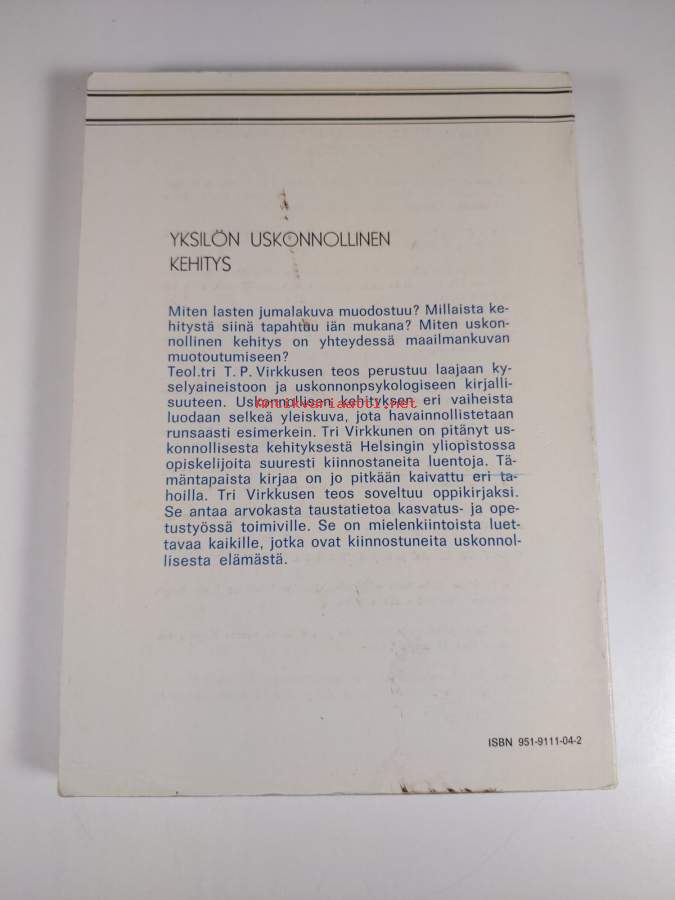 YKSILÖN USKONNOLLINEN
KEHITYS
Miten lasten jumalakuva muodostuu? Millaista ke-
hitystä siinä tapahtuu iän mukana? Miten uskon-
nollinen kehitys on yhteydessä maailmankuvan
muotoutumiseen?
Teol.tri T. P. Virkkusen teos perustuu laajaan ky-
selyaineistoon ja uskonnonpsykologiseen kirjalli-
suuteen. Uskonnollisen kehityksen eri vaiheista
antikvariaatti.net
luodaan selkeä yleiskuva, jota havainnollistetaan
runsaasti esimerkein. Tri Virkkunen on pitänyt us-
konnollisesta kehityksestä Helsingin yliopistossa
opiskelijoita suuresti kiinnostaneita luentoja. Tä-
mäntapaista kirjaa on jo pitkään kaivattu eri ta-
hoilla. Tri Virkkusen teos soveltuu oppikirjaksi.
Se antaa arvokasta taustatietoa kasvatus- ja ope-
tustyössä toimiville. Se on mielenkiintoista luet-
tavaa kaikille, jotka ovat kiinnostuneita uskonnol-
lisesta elämästä.
ISBN 951-9111-04-2